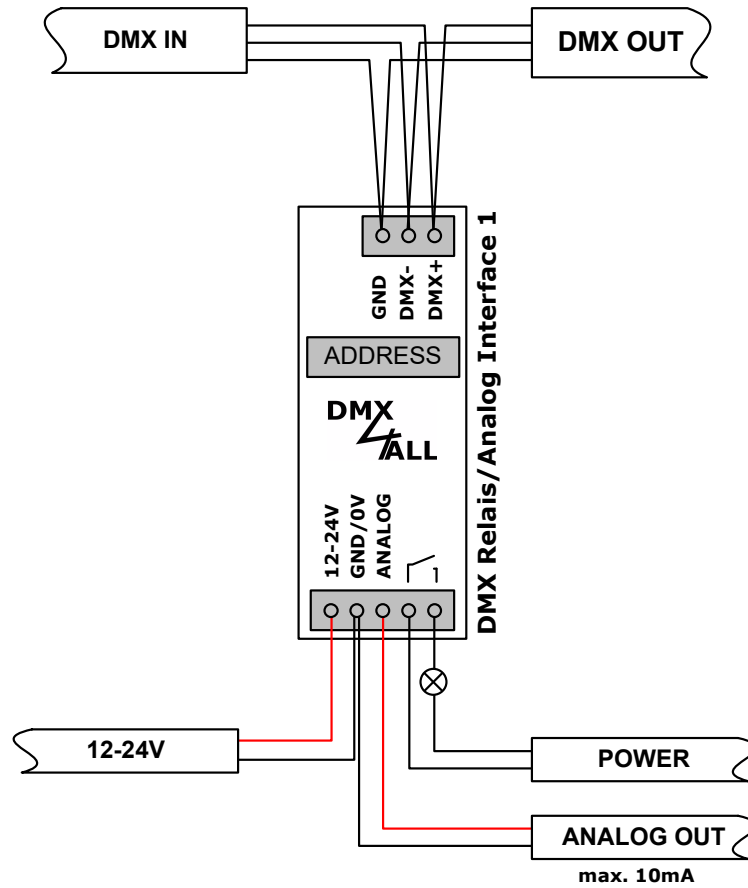 DMX IN
DMX OUT
GND
DMX-
DMX+
DMX Relais/Analog Interface 1
ADDRESS
DMX
4
ALL
12-24V
GND/0V
ANALOG
12-24V
POWER
ANALOG OUT
max. 10mA